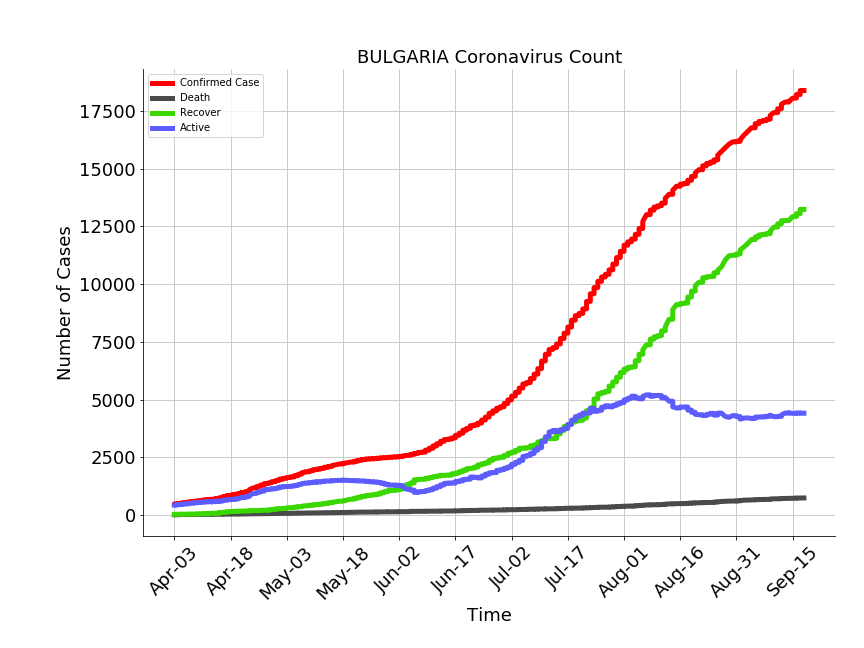 BULGARIA Coronavirus Count
Confirmed Case
Death
Recover
Active
Number of Cases
17500
15000
12500
10000
7500
5000
2500
0
Apr-03
Apr-18
May-03
May-18
Jun-02
Jun-17
Jul-02
Jul-17
Aug-01
Aug-16
Aug-31
Sep-15
Time